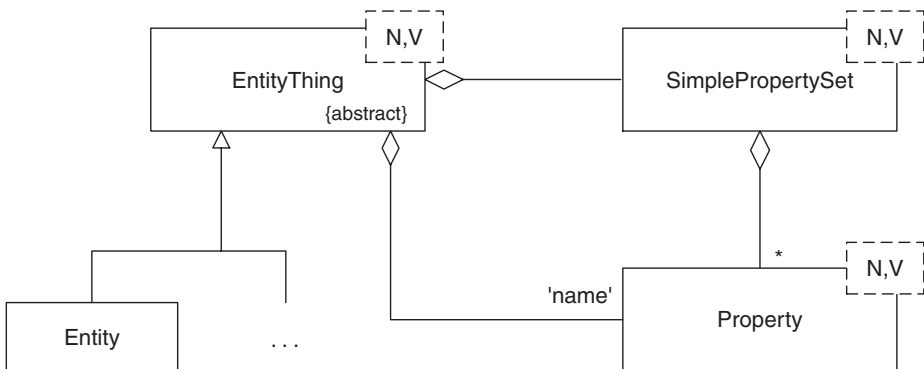 N,V
N,V
EntityThing
SimplePropertySet
{abstract}
*
N,V
'name'
Property
Entity
...